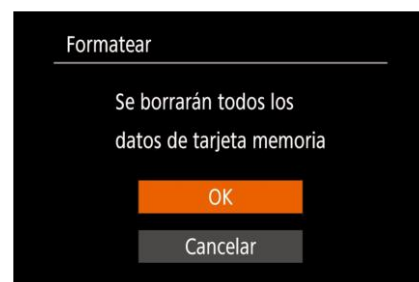 Formatear
Se borrarán todos los
datos de tarjeta memoria
OK
Cancelar